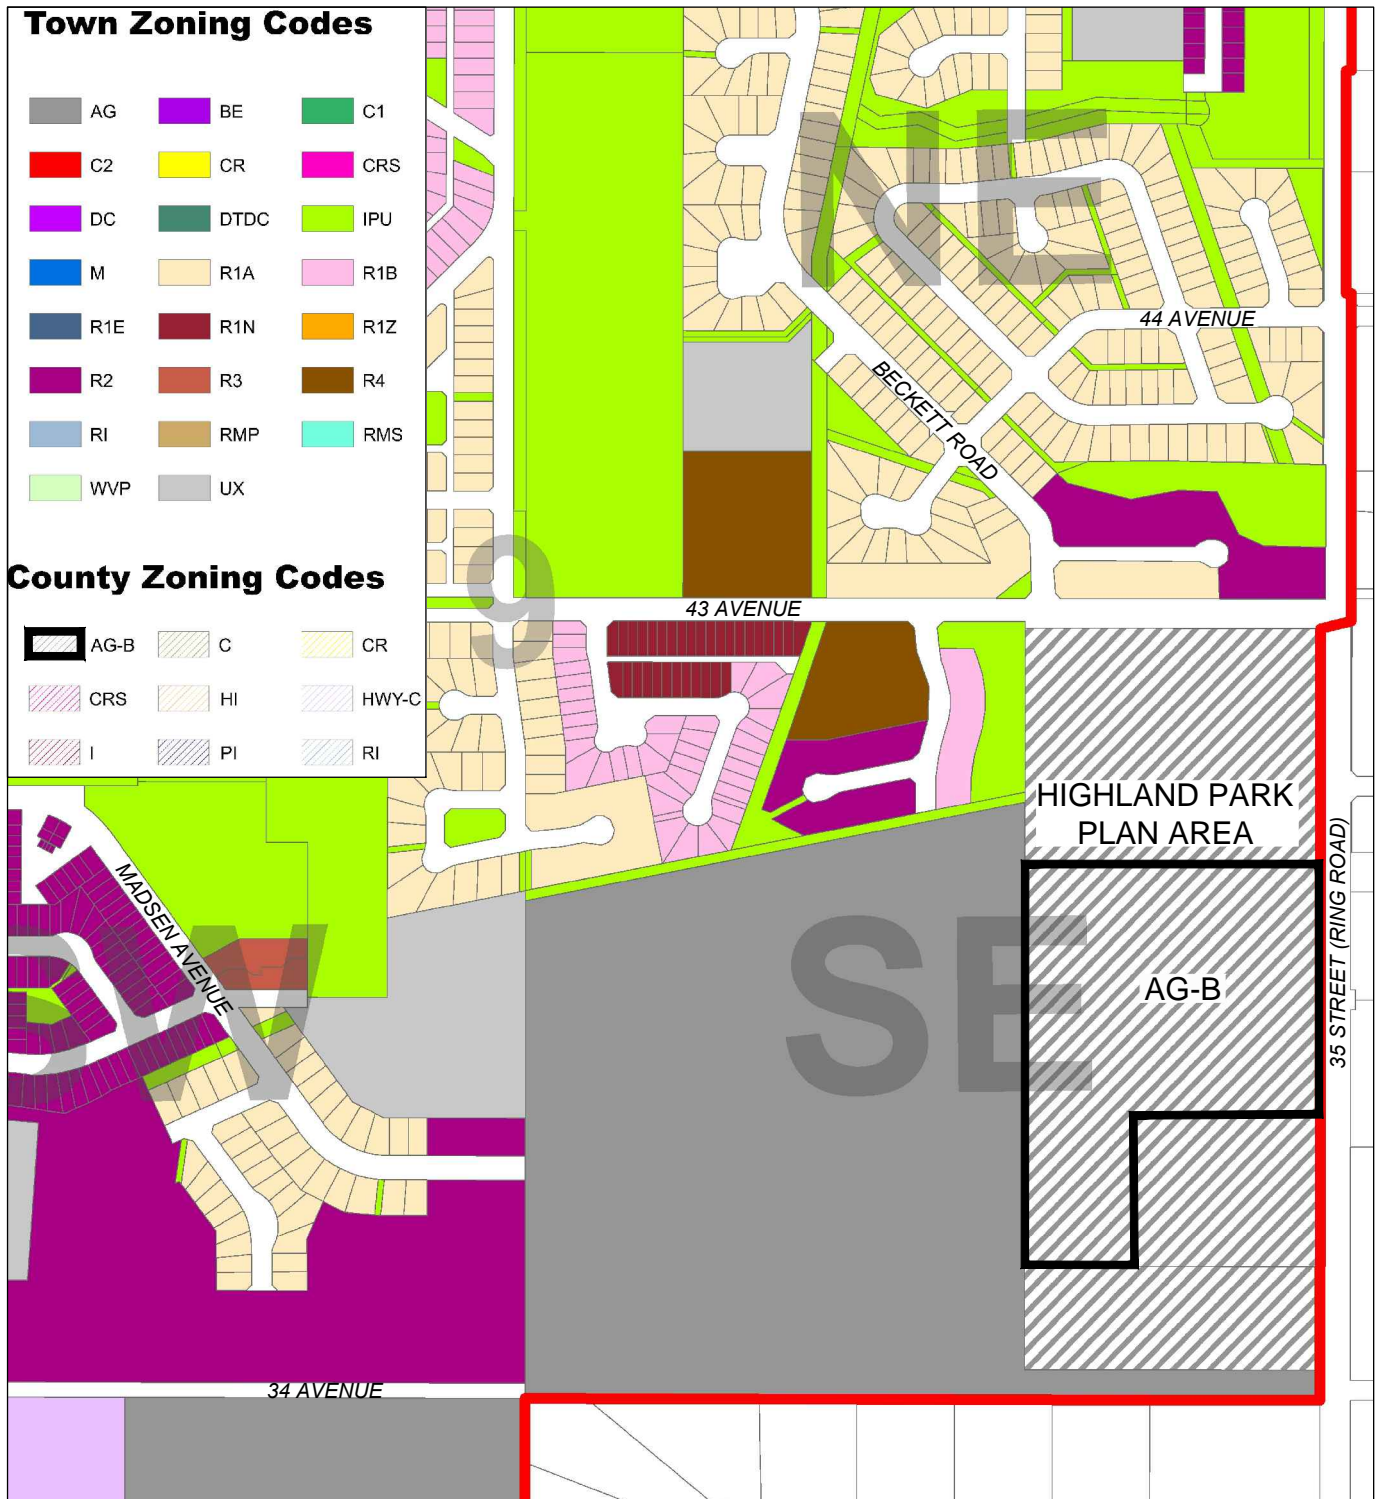 Town Zoning Codes
AG BE C1
C2 CR CRS
DC DTDC IPU
M R1A R1B
R1E R1N R1Z
R2 R3 R4
RI RMP RMS
WVP UX
County Zoning Codes
AG-B C CR
CRS HI HWY-C
I PI RI
NE
44 AVENUE
BECKETT ROAD
9
43 AVENUE
HIGHLAND PARK
PLAN AREA
35 STREET (RING ROAD)
MADSEN AVENUE
SW
SE
AG-B
34 AVENUE